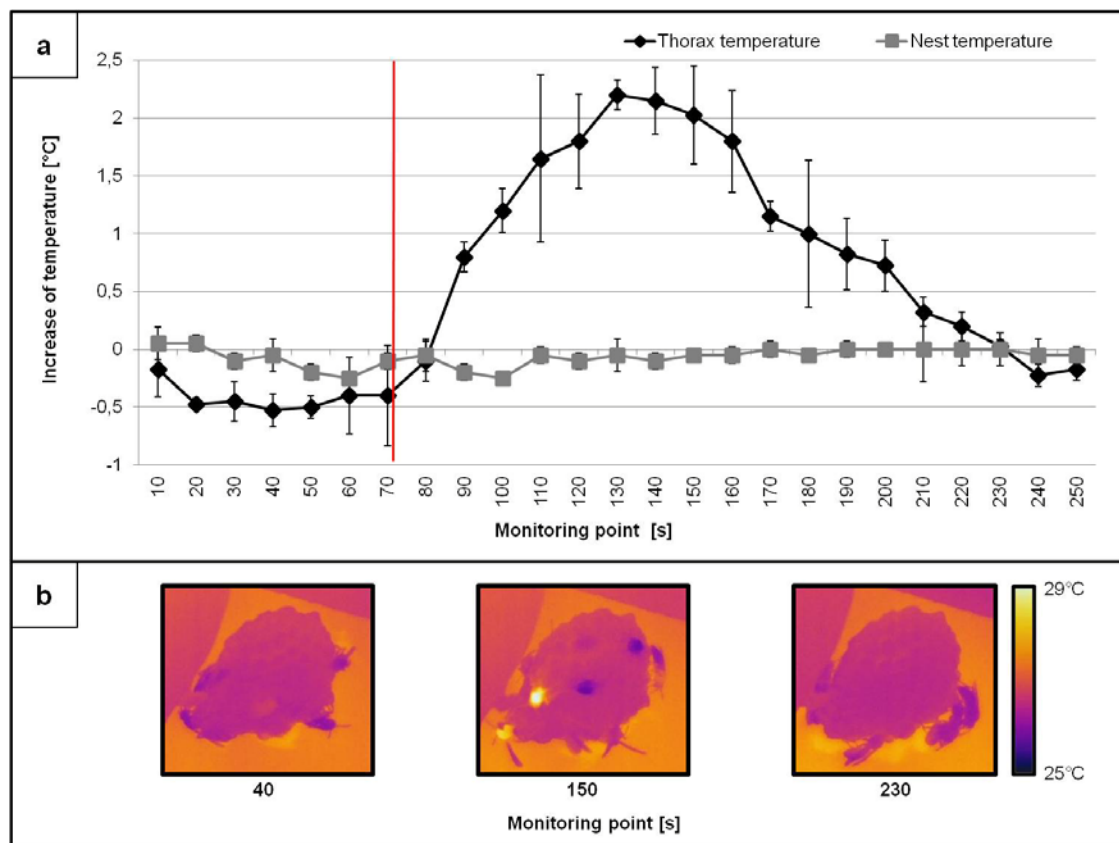 a
Thorax temperature
Nest temperature
Increase of temperature [°C]
2,5
2
1,5
1
0,5
0
-0,5
-1
10 20 30 40 50 60 70 80 90 100 110 120 130 140 150 160 170 180 190 200 210 220 230 240 250
Monitoring point [s]
b
29°C
25°C
40 150 230
Monitoring point [s]